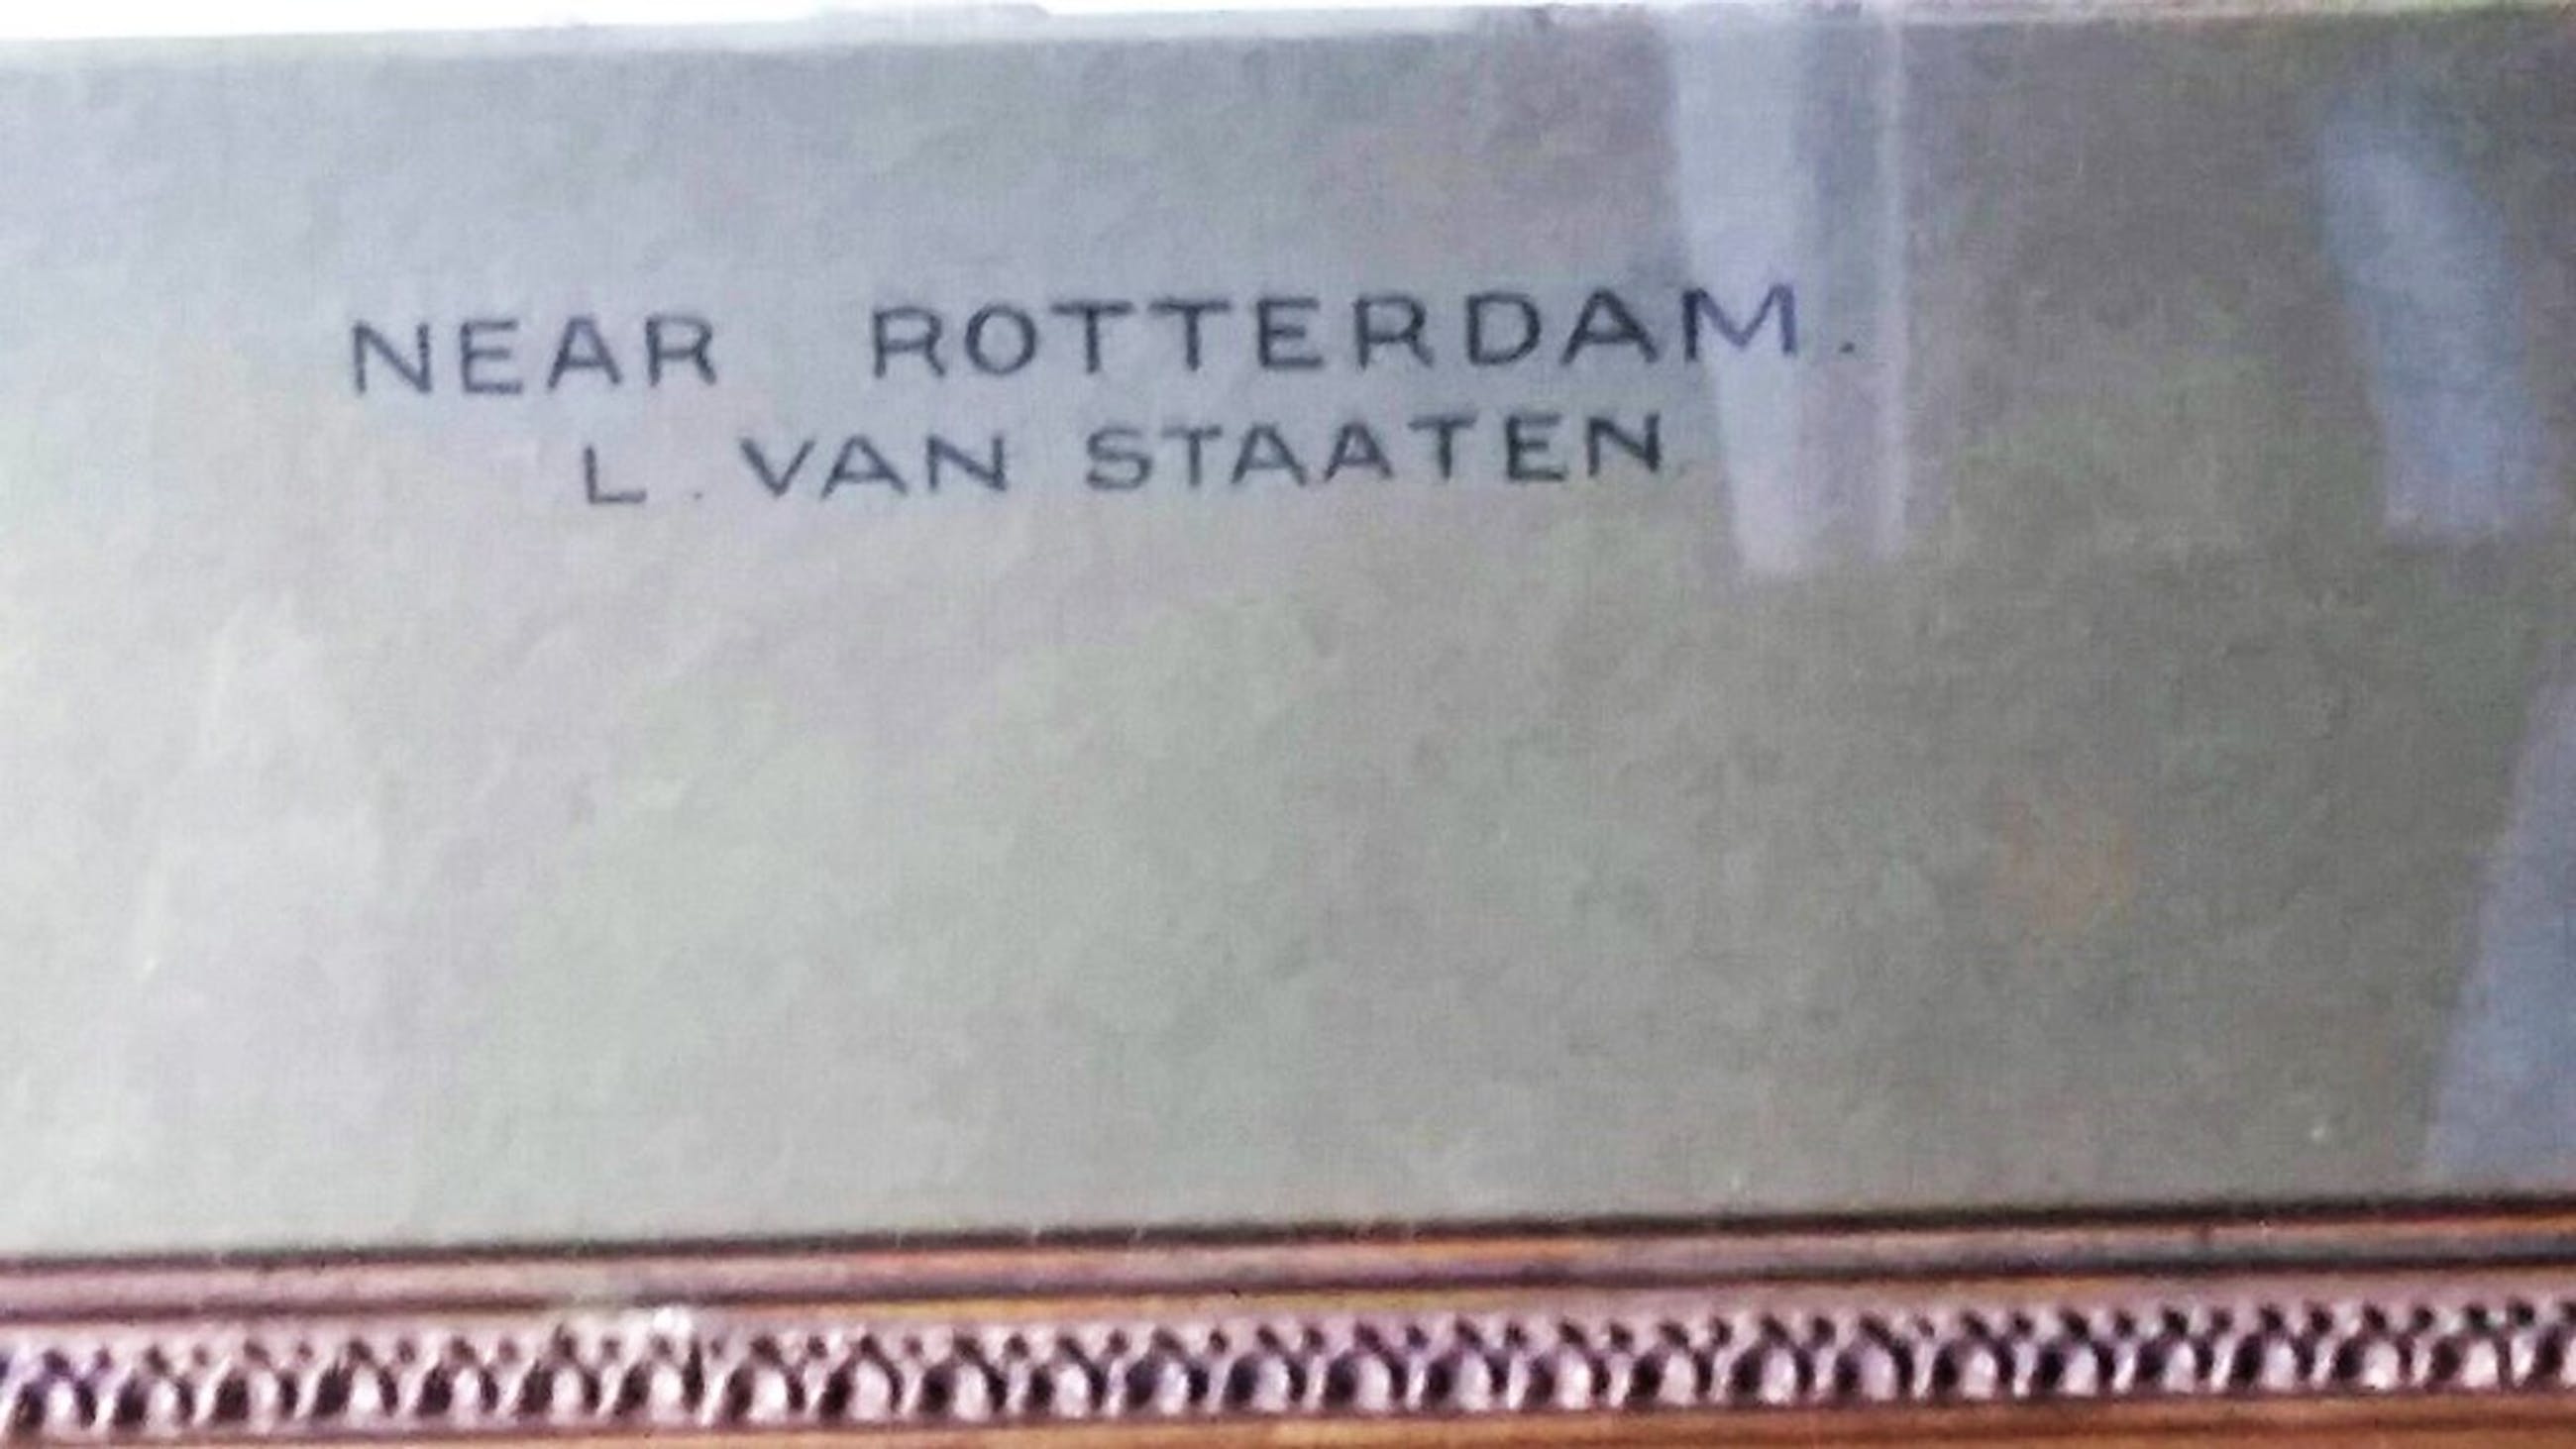 NEAR ROTTERDAM.
L. VAN STAATEN